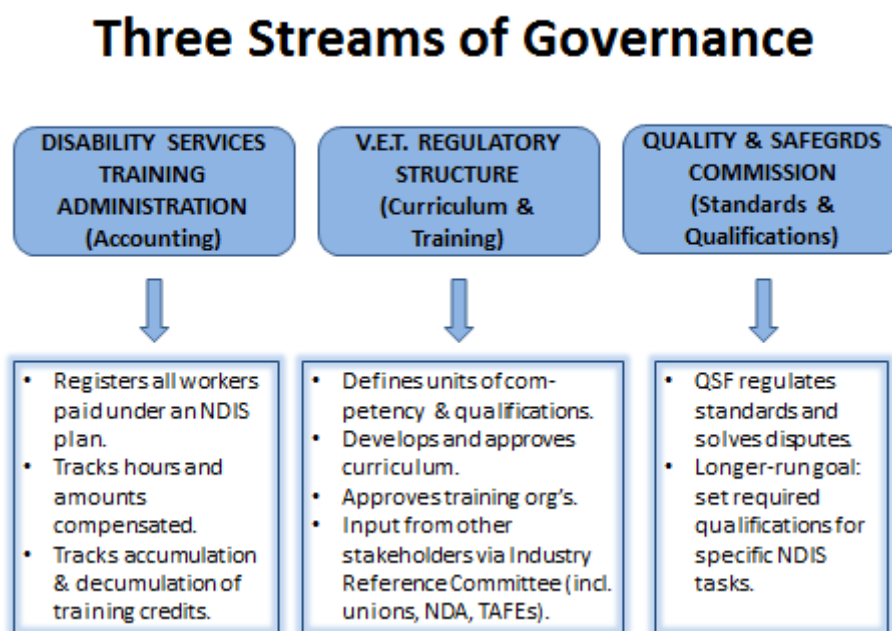 Three Streams of Governance
DISABILITY SERVICES
TRAINING
ADMINISTRATION
(Accounting)
V.E.T. REGULATORY
STRUCTURE
(Curriculum &
Training)
QUALITY & SAFEGRDS
COMMISSION
(Standards &
Qualifications)
• Registers all workers
paid under an NDIS
plan.
• Tracks hours and
amounts
compensated.
• Tracks accumulation
& decumulation of
training credits.
• Defines units of com-
petency & qualifications.
• Develops and approves
curriculum.
• Approves training org's.
• Input from other
stakeholders via Industry
Reference Committee (incl.
unions, NDA, TAFEs).
• QSF regulates
standards and
solves disputes.
• Longer-run goal:
set required
qualifications for
specific NDIS
tasks.